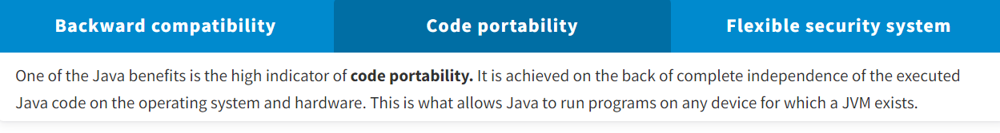 Backward compatibility Code portability Flexible security system
One of the Java benefits is the high indicator of code portability. It is achieved on the back of complete independence of the executed
Java code on the operating system and hardware. This is what allows Java to run programs on any device for which a JVM exists.